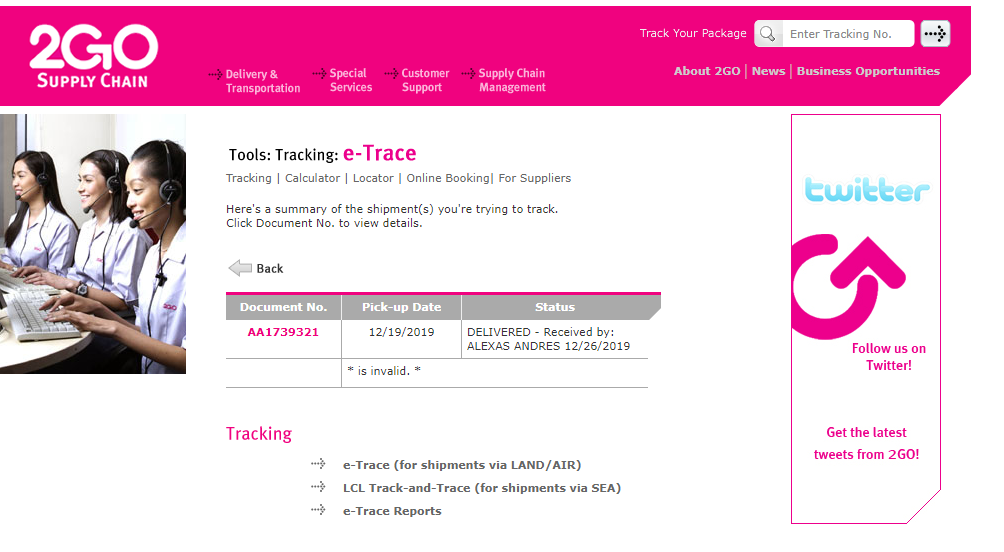 2GO
SUPPLY CHAIN
Delivery &
Transportation
Special
Services
Customer
Support
Supply Chain
Management
Track Your Package
Enter Tracking No.
About 2GO | News | Business Opportunities
Tools: Tracking: e-Trace
Tracking | Calculator | Locator | Online Booking| For Suppliers
Here's a summary of the shipment(s) you're trying to track.
Click Document No. to view details.
Back
Document No. Pick-up Date Status
AA1739321 12/19/2019 DELIVERED - Received by:
ALEXAS ANDRES 12/26/2019
* is invalid. *
Tracking
e-Trace (for shipments via LAND/AIR)
LCL Track-and-Trace (for shipments via SEA)
e-Trace Reports
twitter
Follow us on
Twitter!
Get the latest
tweets from 2GO!